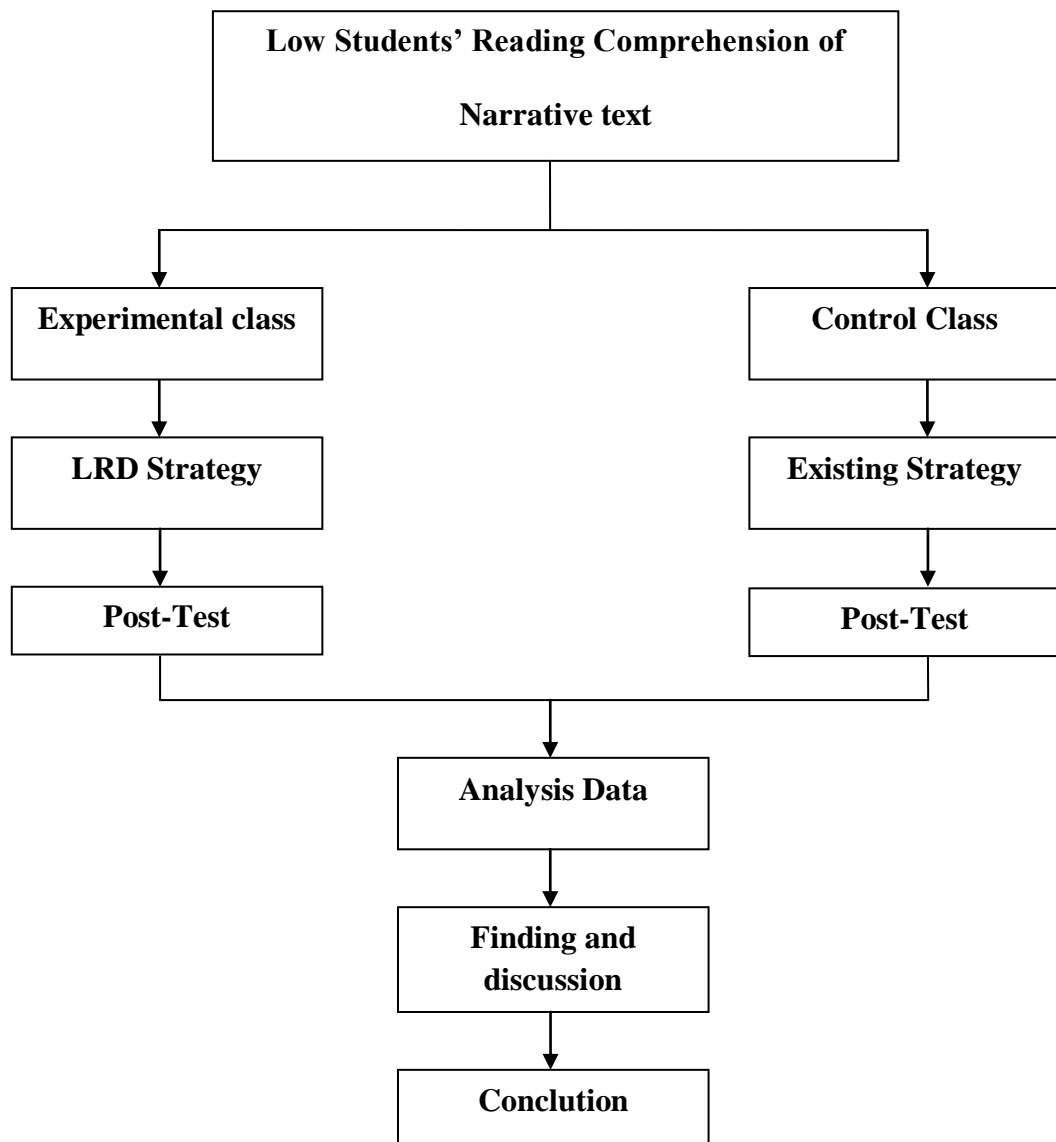 Low Students’ Reading Comprehension of
Narrative text
Experimental class
Control Class
LRD Strategy
Existing Strategy
Post-Test
Post-Test
Analysis Data
Finding and
discussion
Conclution